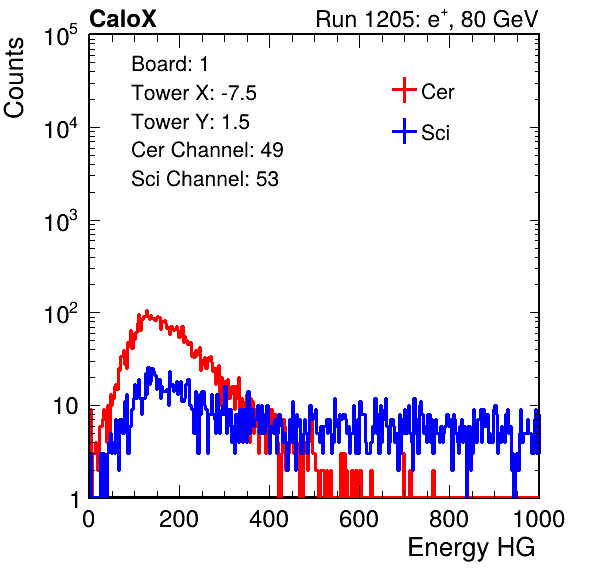 CaloX Run 1205: e⁺, 80 GeV
Counts
10⁵
10⁴
10³
10²
10
1
Board: 1
Tower X: -7.5
Tower Y: 1.5
Cer Channel: 49
Sci Channel: 53
Cer
Sci
0 200 400 600 800 1000
Energy HG